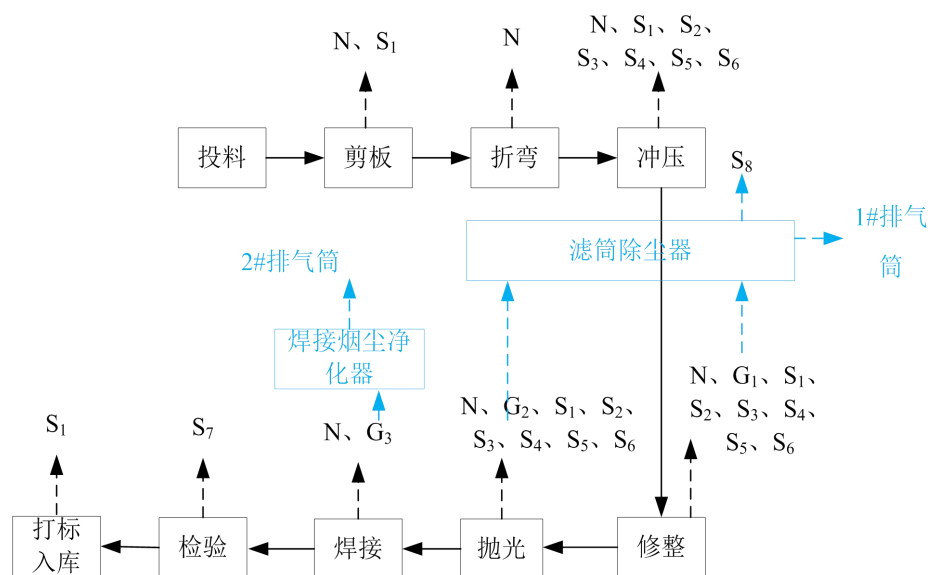 N、S₁
N
N、S₁、S₂、
S₃、S₄、S₅、S₆
投料
剪板
折弯
冲压
S₈
1#排气
筒
滤筒除尘器
2#排气筒
焊接烟尘净
化器
N、G₁、S₁、
S₂、S₃、S₄、
S₅、S₆
N、G₂、S₁、S₂、
S₃、S₄、S₅、S₆
N、G₃
S₇
S₁
打标
入库
检验
焊接
抛光
修整